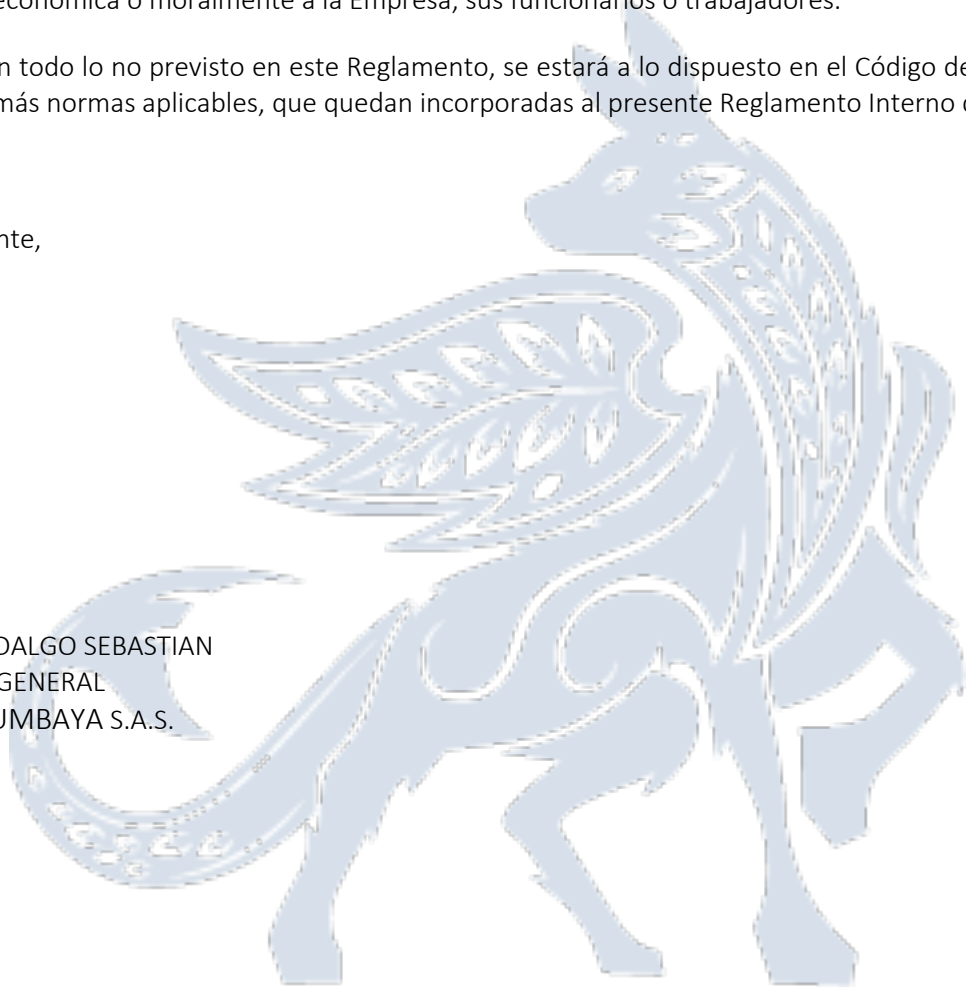 económica o moralmente a la Empresa, sus funcionarios o trabajadores.
n todo lo no previsto en este Reglamento, se estará a lo dispuesto en el Código de
más normas aplicables, que quedan incorporadas al presente Reglamento Interno
nte,
DALGO SEBASTIAN
GENERAL
UMBAYA S.A.S.